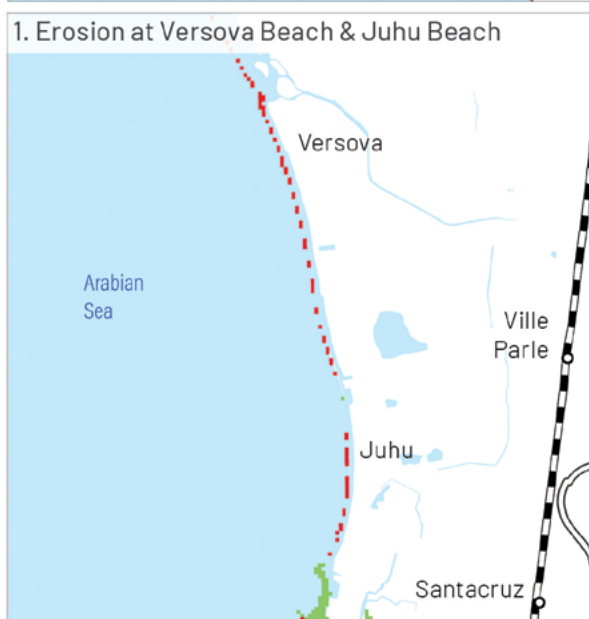 1. Erosion at Versova Beach & Juhu Beach
Versova
Arabian
Sea
Ville
Parle
Juhu
Santacruz